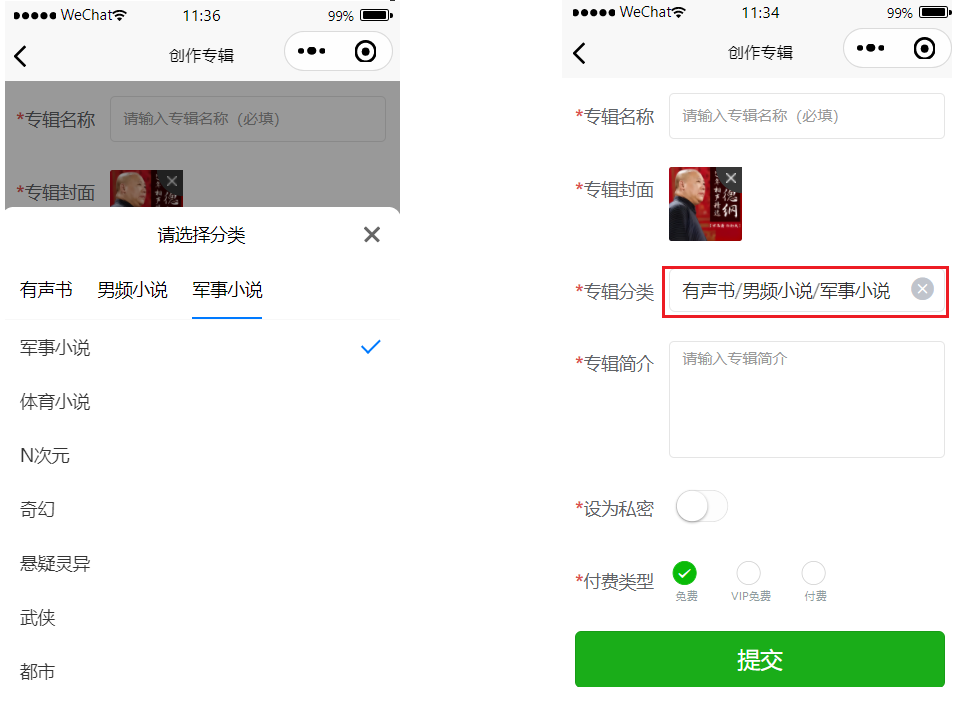 WeChat 11:36 99%
创作专辑
*专辑名称 请输入专辑名称（必填）
*专辑封面
请选择分类
有声书 男频小说 军事小说
军事小说
体育小说
N次元
奇幻
悬疑灵异
武侠
都市
WeChat 11:34 99%
创作专辑
*专辑名称 请输入专辑名称（必填）
*专辑封面
德纲
*专辑分类 有声书/男频小说/军事小说
*专辑简介 请输入专辑简介
*设为私密
*付费类型
免费 VIP免费 付费
提交